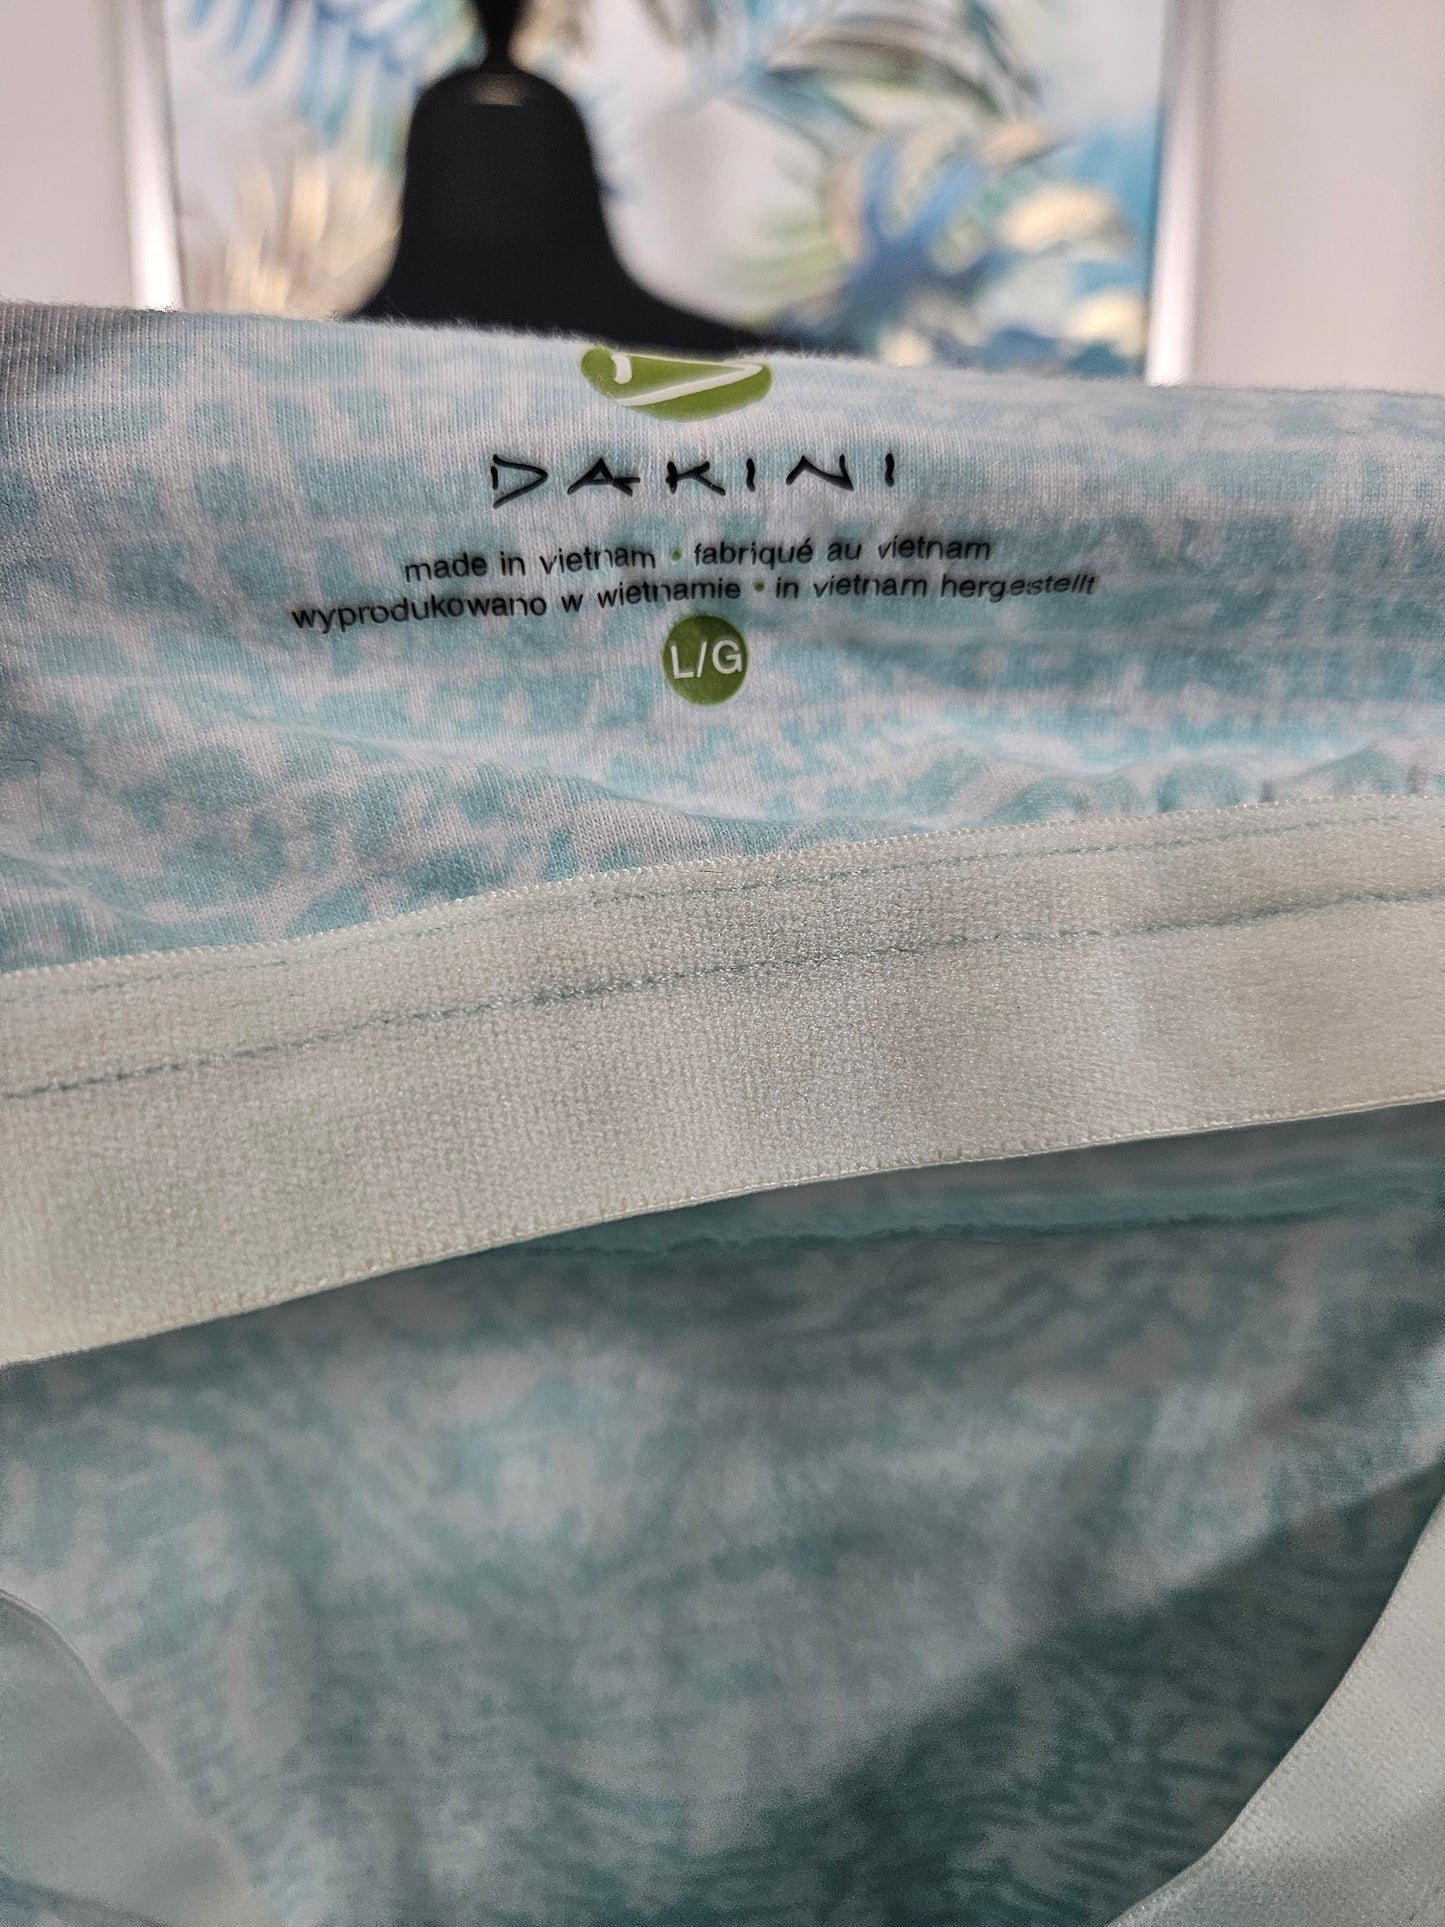 DAKINI
made in vietnam • fabriqué au vietnam
wyprodukowano w wietnamie • in vietnam hergestellt
L/G